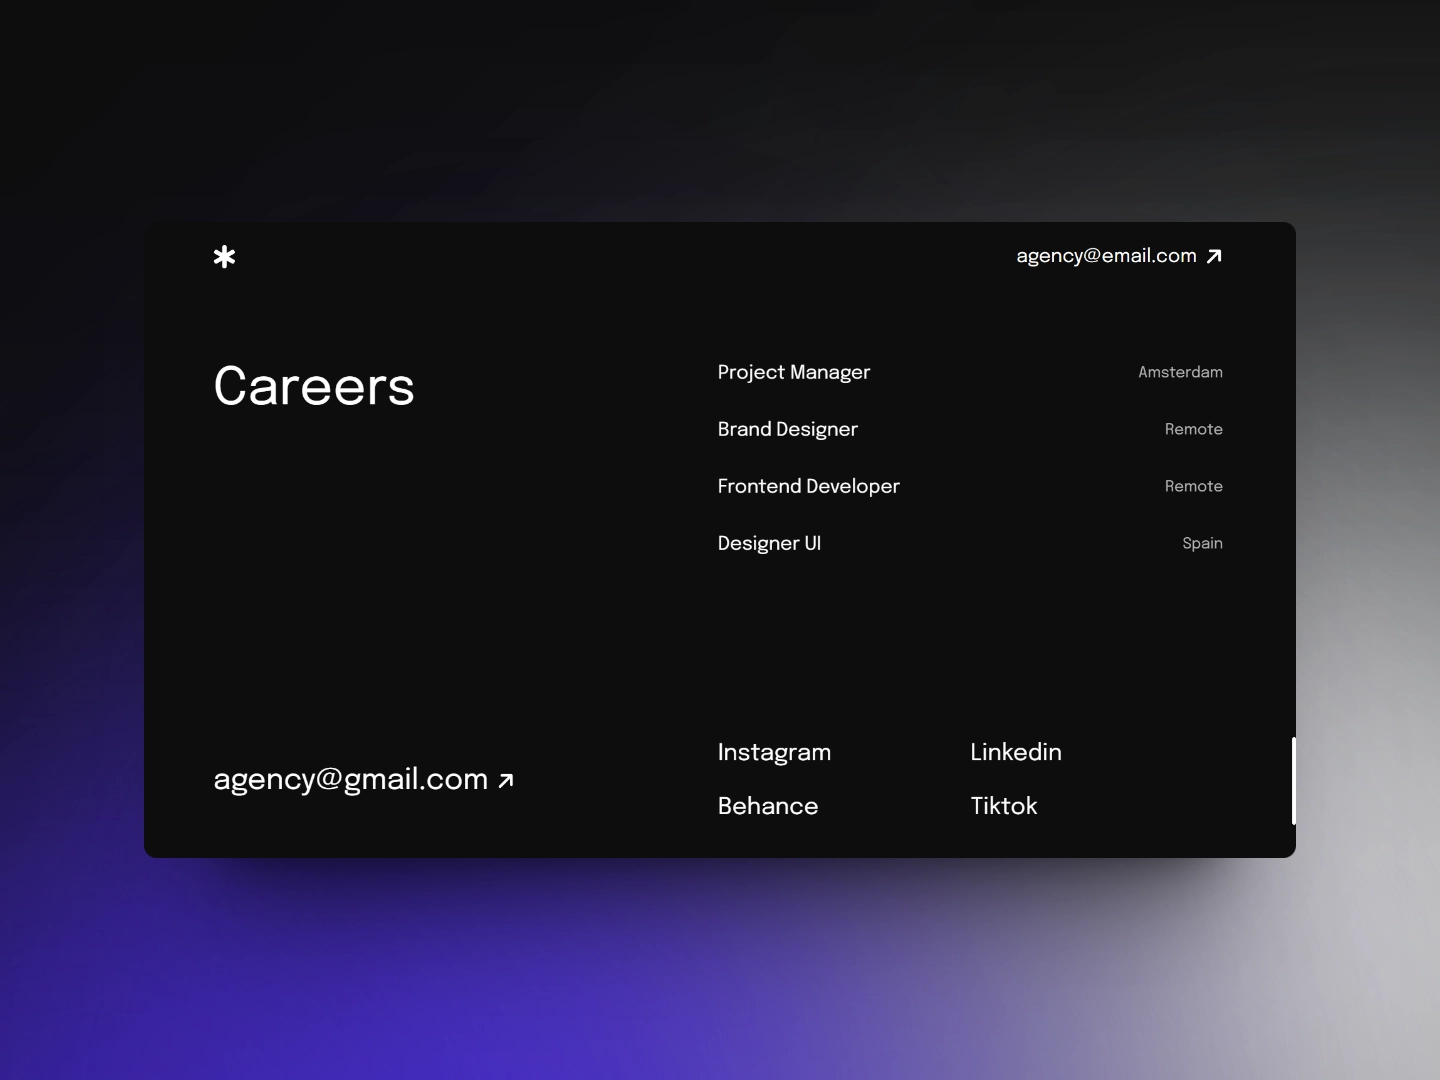 agency@email.com
Careers
Project Manager Amsterdam
Brand Designer Remote
Frontend Developer Remote
Designer UI Spain
agency@gmail.com
Instagram Linkedin
Behance Tiktok